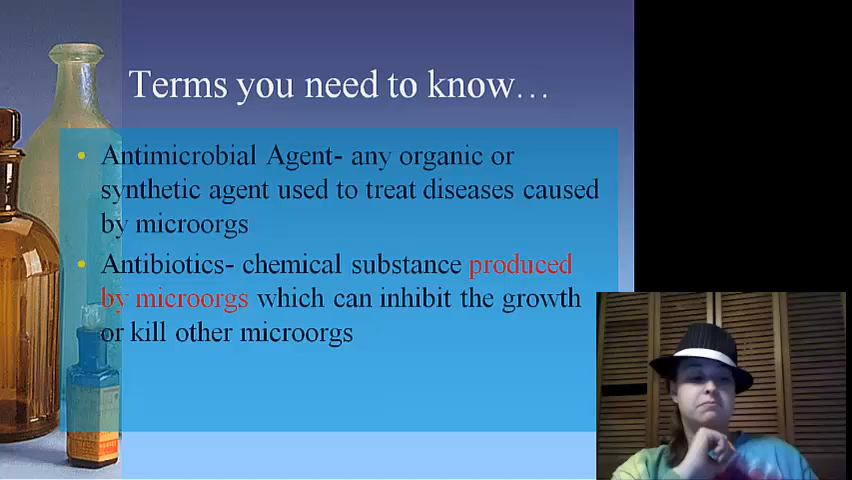 Terms you need to know…
• Antimicrobial Agent- any organic or
synthetic agent used to treat diseases caused
by microorgs
• Antibiotics- chemical substance produced
by microorgs which can inhibit the growth
or kill other microorgs